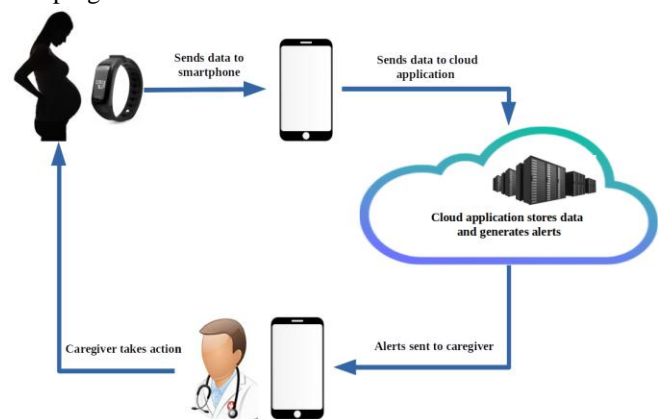 Sends data to
smartphone
Sends data to cloud
application
Cloud application stores data
and generates alerts
Alerts sent to caregiver
Caregiver takes action